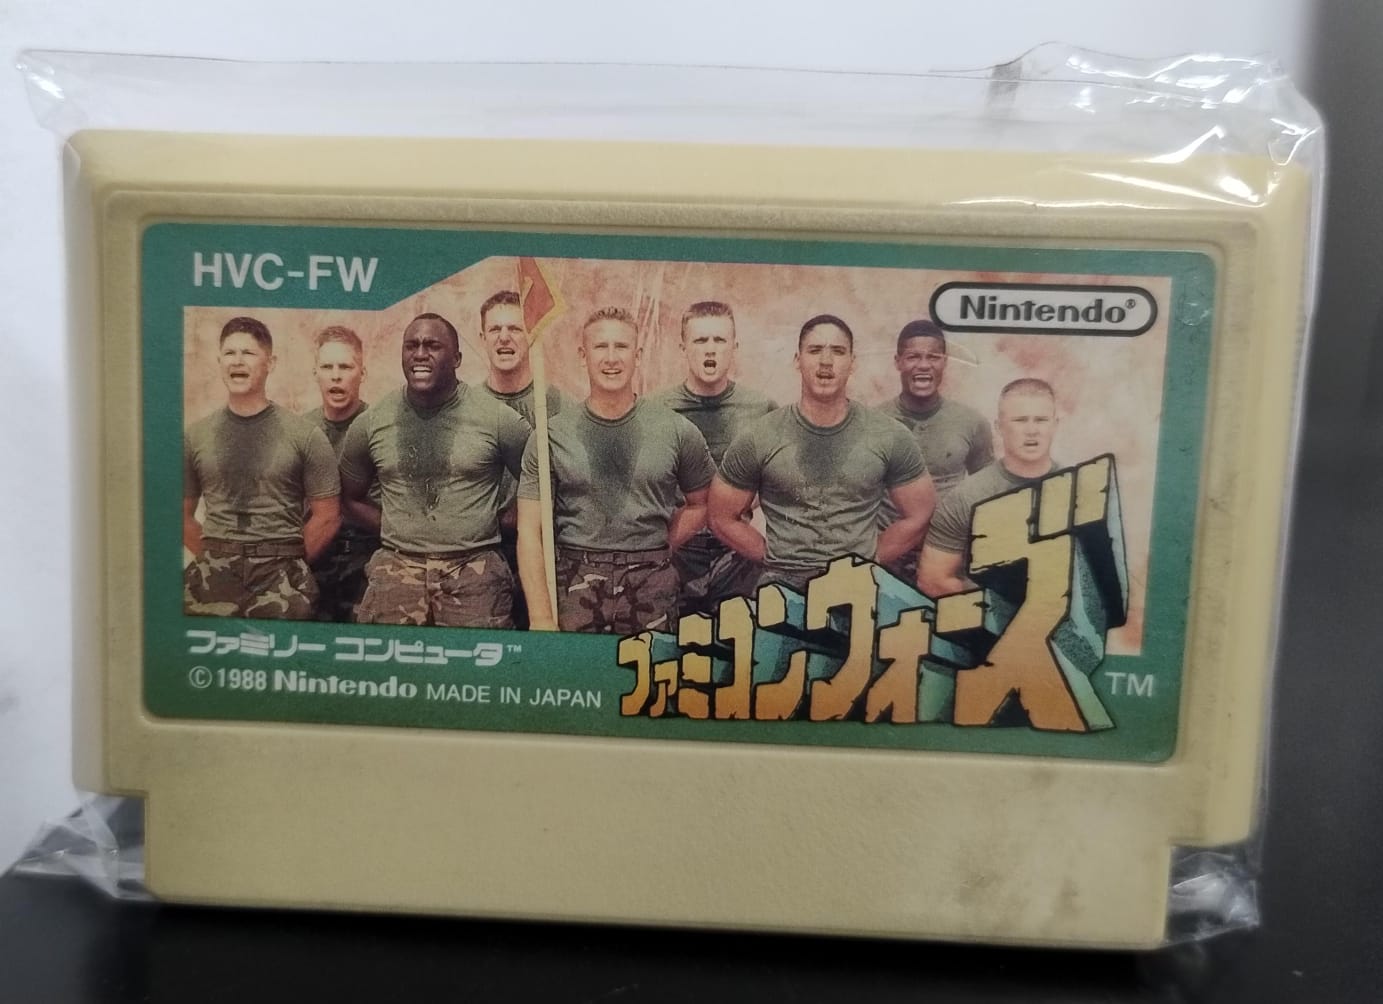 HVC-FW
Nintendo®
ファミリー コンピュータ™
© 1988 Nintendo MADE IN JAPAN
ファミコンウォーズ TM